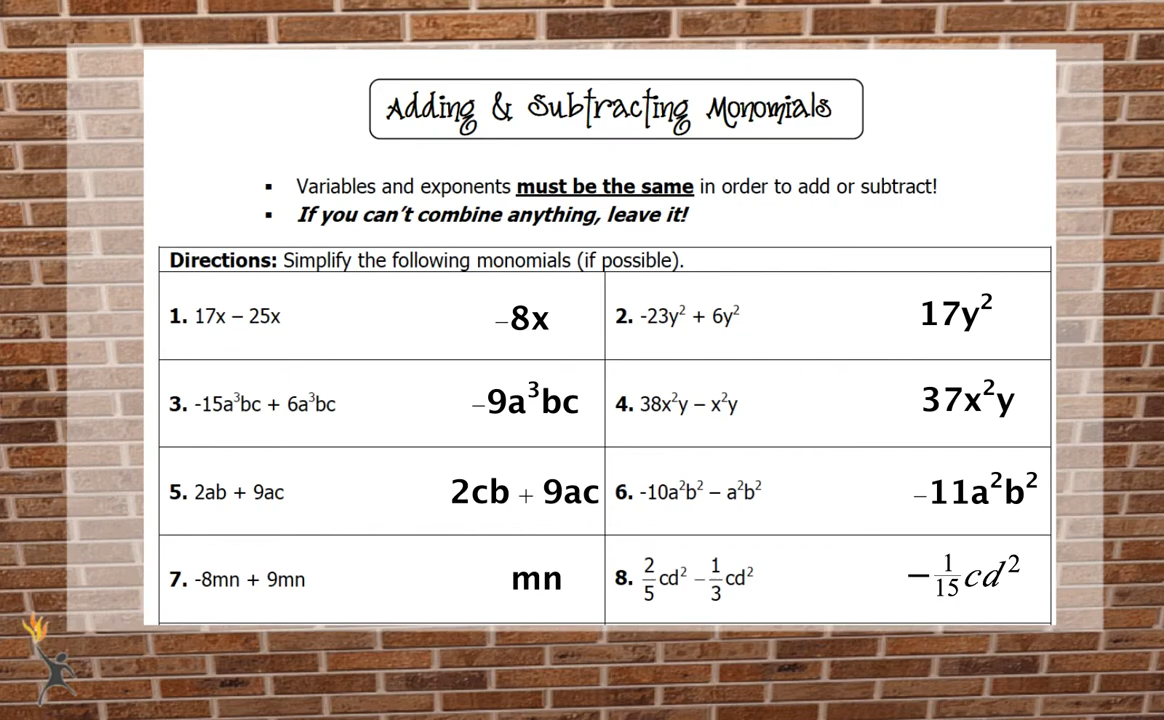 Adding & Subtracting Monomials
▪ Variables and exponents must be the same in order to add or subtract!
▪ If you can't combine anything, leave it!
Directions: Simplify the following monomials (if possible).
1. 17x – 25x –8x
2. -23y² + 6y² 17y²
3. -15a³bc + 6a³bc –9a³bc
4. 38x²y – x²y 37x²y
5. 2ab + 9ac 2cb + 9ac
6. -10a²b² – a²b² –11a²b²
7. -8mn + 9mn mn
8. 2/5 cd² – 1/3 cd² – 1/15 cd²